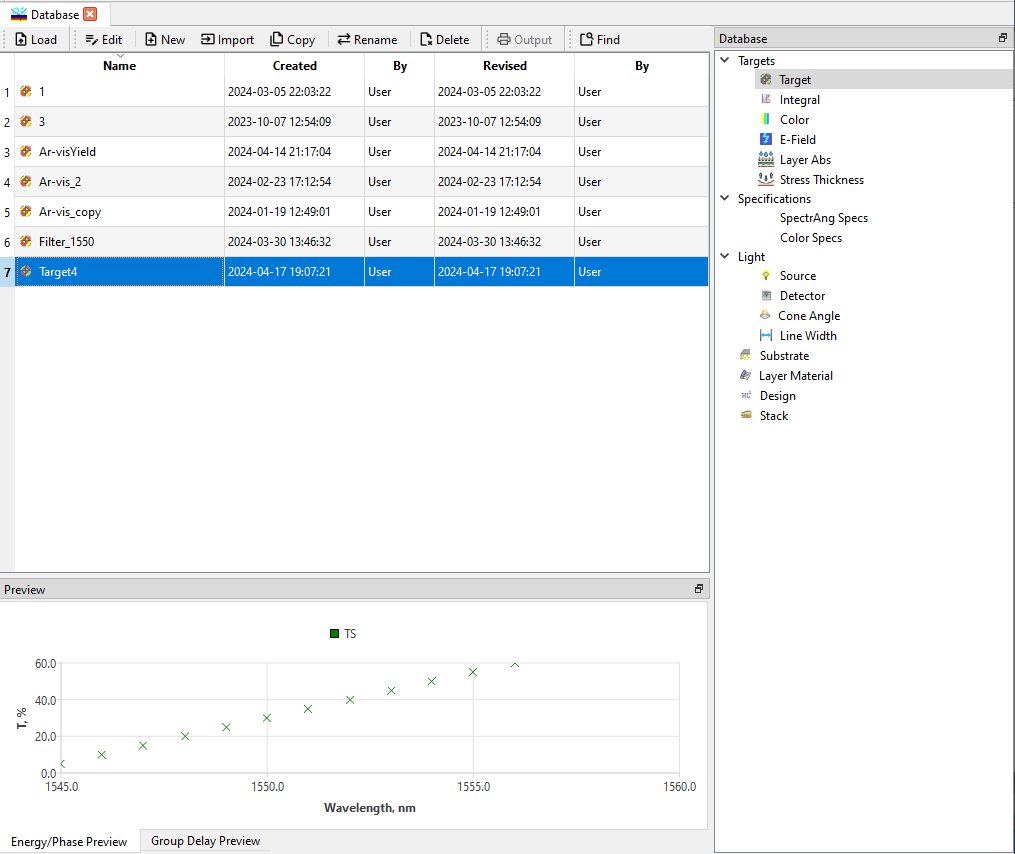 Database
Load Edit New Import Copy Rename Delete Output Find
Name Created By Revised By
1 1 2024-03-05 22:03:22 User 2024-03-05 22:03:22 User
2 3 2023-10-07 12:54:09 User 2023-10-07 12:54:09 User
3 Ar-visYield 2024-04-14 21:17:04 User 2024-04-14 21:17:04 User
4 Ar-vis_2 2024-02-23 17:12:54 User 2024-02-23 17:12:54 User
5 Ar-vis_copy 2024-01-19 12:49:01 User 2024-01-19 12:49:01 User
6 Filter_1550 2024-03-30 13:46:32 User 2024-03-30 13:46:32 User
7 Target4 2024-04-17 19:07:21 User 2024-04-17 19:07:21 User
Preview
TS
60.0
40.0
20.0
0.0
T, %
1545.0 1550.0 1555.0 1560.0
Wavelength, nm
Energy/Phase Preview Group Delay Preview
Database
Targets
Target
Integral
Color
E-Field
Layer Abs
Stress Thickness
Specifications
SpectrAng Specs
Color Specs
Light
Source
Detector
Cone Angle
Line Width
Substrate
Layer Material
Design
Stack